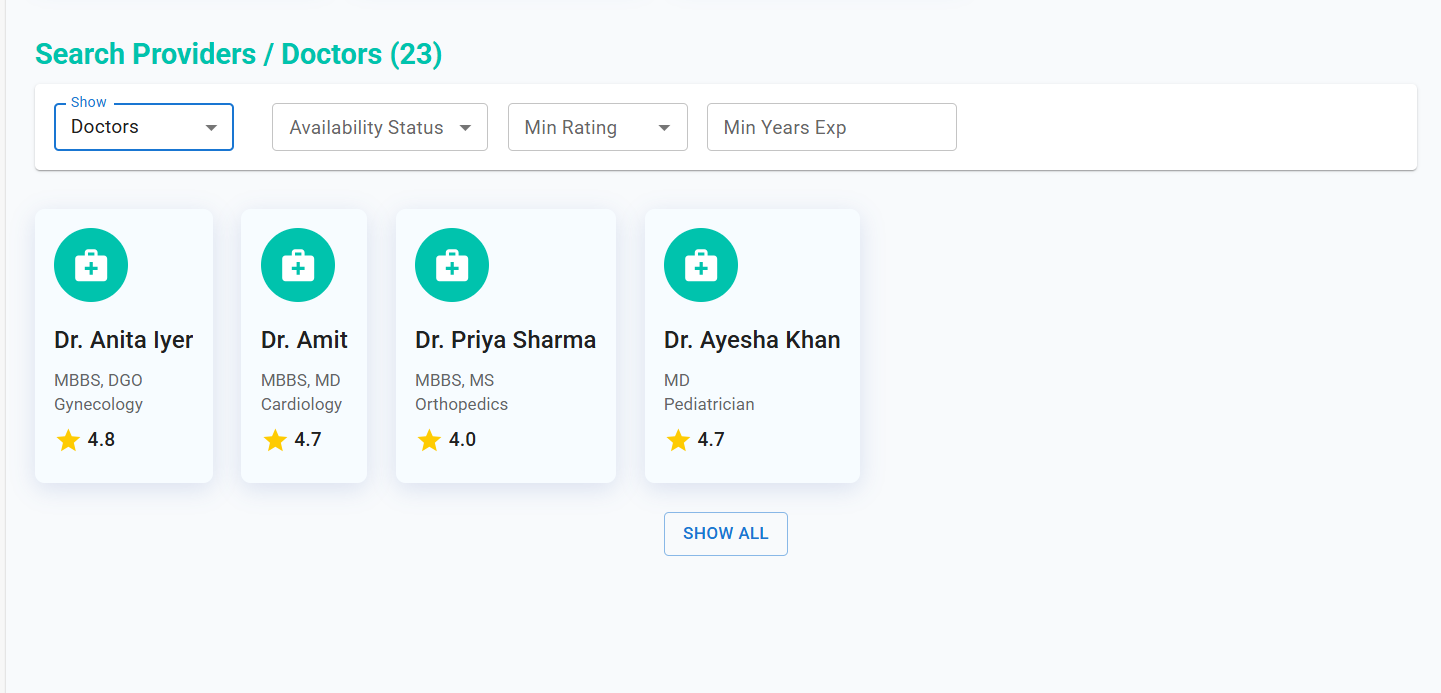 Search Providers / Doctors (23)
Show
Doctors
Availability Status
Min Rating
Min Years Exp
Dr. Anita Iyer
MBBS, DGO
Gynecology
4.8
Dr. Amit
MBBS, MD
Cardiology
4.7
Dr. Priya Sharma
MBBS, MS
Orthopedics
4.0
Dr. Ayesha Khan
MD
Pediatrician
4.7
SHOW ALL